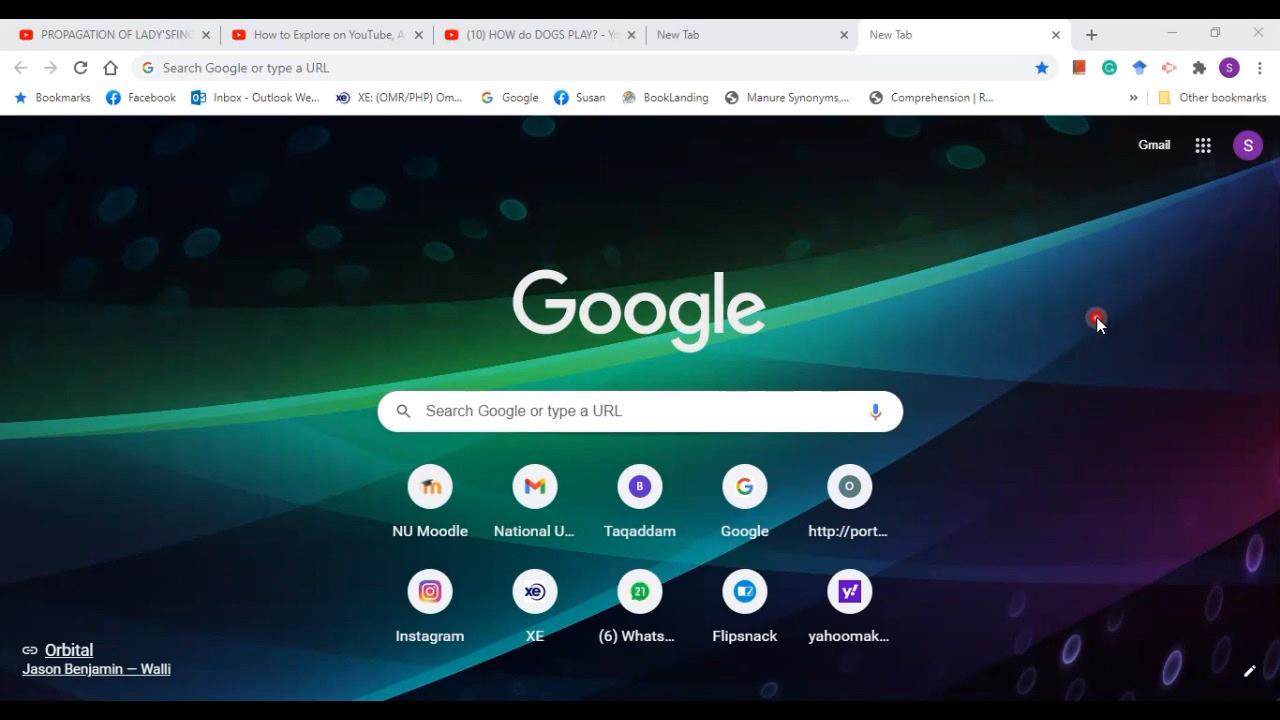 PROPAGATION OF LADY'SFING
How to Explore on YouTube, A
(10) HOW do DOGS PLAY? - Yo
New Tab
New Tab
Search Google or type a URL
S
Bookmarks
Facebook
Inbox - Outlook We...
XE: (OMR/PHP) Om...
Google
Susan
BookLanding
Manure Synonyms,...
Comprehension | R...
»
Other bookmarks
Gmail
S
Google
Search Google or type a URL
NU Moodle
National U...
B
Taqaddam
Google
O
http://port...
Instagram
xe
XE
21
(6) Whats...
Flipsnack
y!
yahoomak...
Orbital
Jason Benjamin — Walli